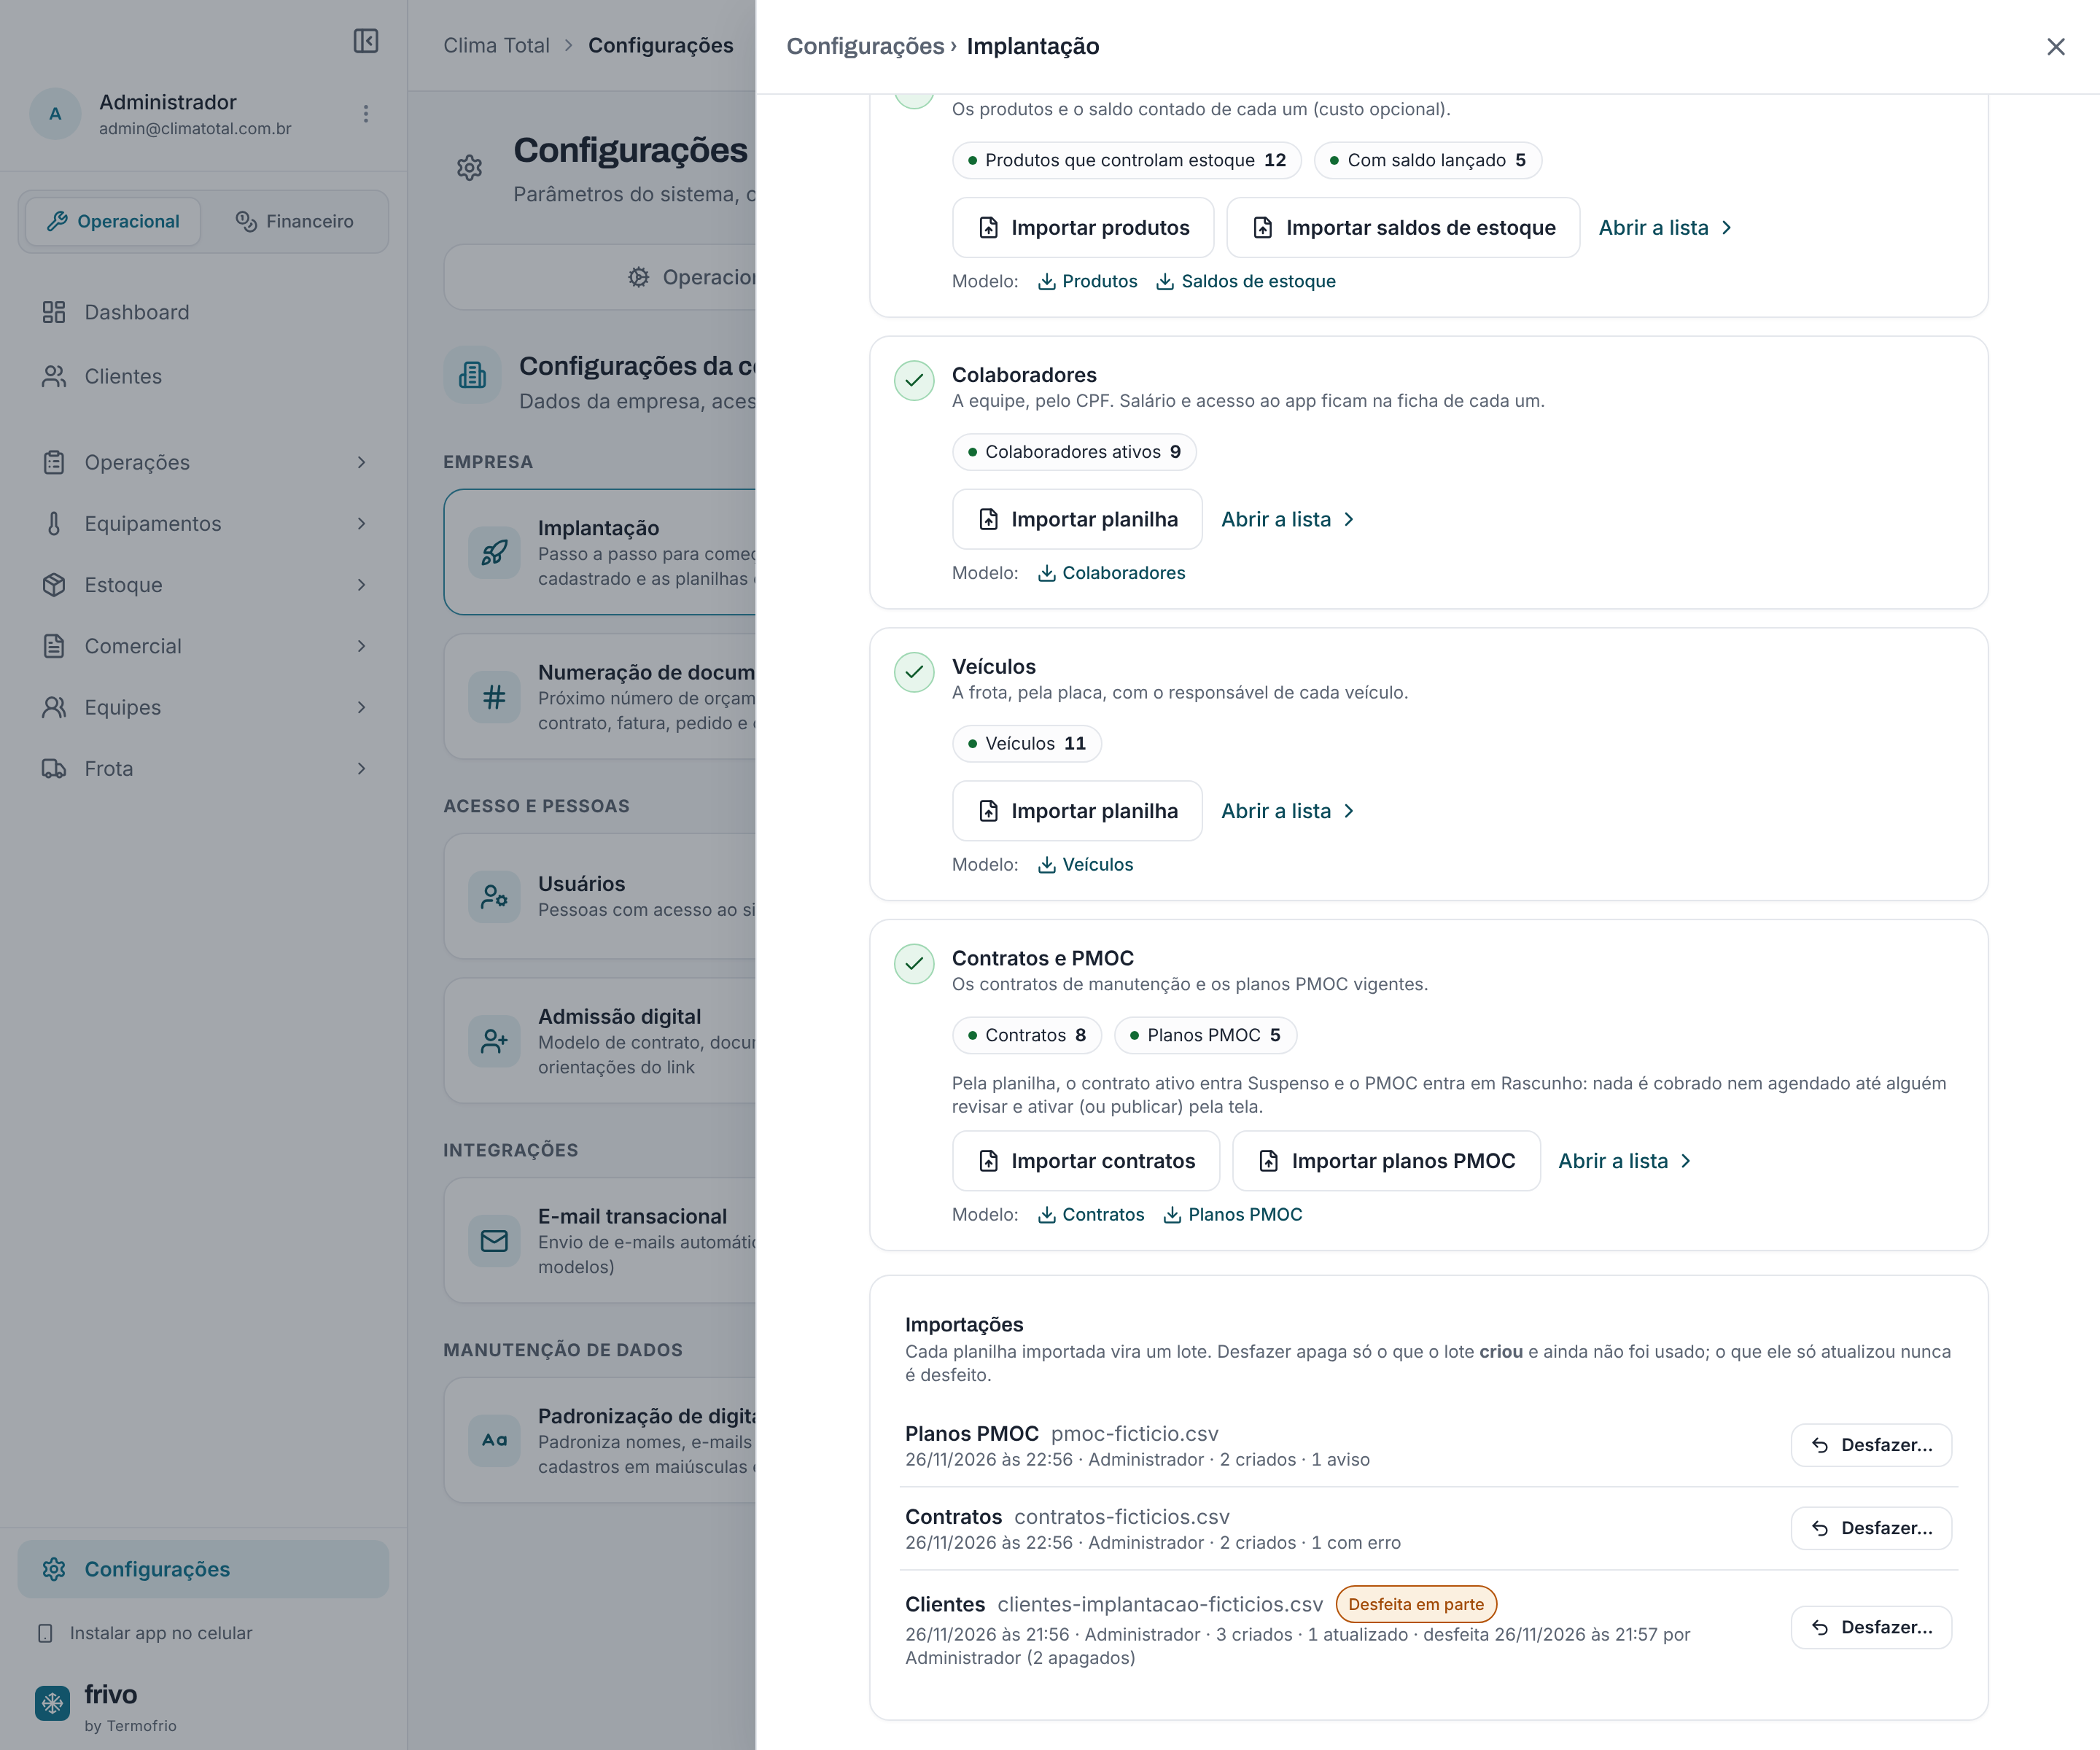 Administrador
admin@climatotal.com.br
Operacional
Financeiro
Dashboard
Clientes
Operações
Equipamentos
Estoque
Comercial
Equipes
Frota
Configurações
Instalar app no celular
frivo
by Termofrio
Clima Total > Configurações
Configurações
Parâmetros do sistema, c
Operacion
Configurações da co
Dados da empresa, aces
EMPRESA
Implantação
Passo a passo para comec
cadastrado e as planilhas
Numeração de docum
Próximo número de orçam
contrato, fatura, pedido e
ACESSO E PESSOAS
Usuários
Pessoas com acesso ao si
Admissão digital
Modelo de contrato, docu
orientações do link
INTEGRAÇÕES
E-mail transacional
Envio de e-mails automátic
modelos)
MANUTENÇÃO DE DADOS
Aa
Padronização de digita
Padroniza nomes, e-mails
cadastros em maiúsculas
Configurações › Implantação
Os produtos e o saldo contado de cada um (custo opcional).
Produtos que controlam estoque 12
Com saldo lançado 5
Importar produtos
Importar saldos de estoque
Abrir a lista
Modelo: Produtos Saldos de estoque
Colaboradores
A equipe, pelo CPF. Salário e acesso ao app ficam na ficha de cada um.
Colaboradores ativos 9
Importar planilha
Abrir a lista
Modelo: Colaboradores
Veículos
A frota, pela placa, com o responsável de cada veículo.
Veículos 11
Importar planilha
Abrir a lista
Modelo: Veículos
Contratos e PMOC
Os contratos de manutenção e os planos PMOC vigentes.
Contratos 8
Planos PMOC 5
Pela planilha, o contrato ativo entra Suspenso e o PMOC entra em Rascunho: nada é cobrado nem agendado até alguém
revisar e ativar (ou publicar) pela tela.
Importar contratos
Importar planos PMOC
Abrir a lista
Modelo: Contratos Planos PMOC
Importações
Cada planilha importada vira um lote. Desfazer apaga só o que o lote criou e ainda não foi usado; o que ele só atualizou nunca
é desfeito.
Planos PMOC pmoc-ficticio.csv
26/11/2026 às 22:56 · Administrador · 2 criados · 1 aviso
Desfazer...
Contratos contratos-ficticios.csv
26/11/2026 às 22:56 · Administrador · 2 criados · 1 com erro
Desfazer...
Clientes clientes-implantacao-ficticios.csv Desfeita em parte
26/11/2026 às 21:56 · Administrador · 3 criados · 1 atualizado · desfeita 26/11/2026 às 21:57 por
Administrador (2 apagados)
Desfazer...